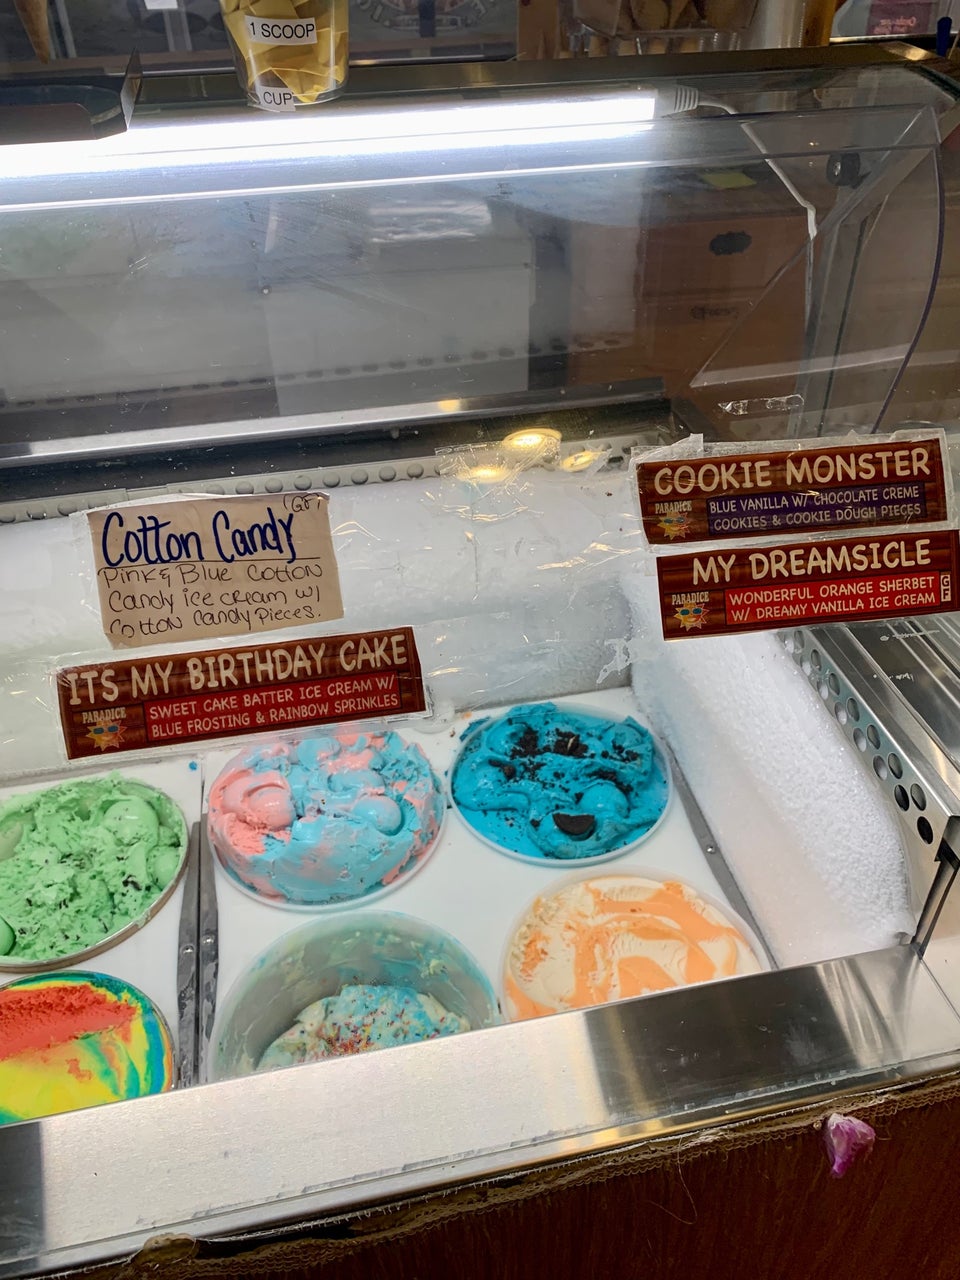 1 SCOOP
CUP
(GF)
Cotton Candy
Pink & Blue Cotton
Candy ice cream w/
Cotton Candy Pieces.
ITS MY BIRTHDAY CAKE
PARADICE
SWEET CAKE BATTER ICE CREAM W/
BLUE FROSTING & RAINBOW SPRINKLES
COOKIE MONSTER
PARADICE
BLUE VANILLA W/ CHOCOLATE CREME
COOKIES & COOKIE DOUGH PIECES
MY DREAMSICLE
PARADICE
WONDERFUL ORANGE SHERBET
W/ DREAMY VANILLA ICE CREAM
GF